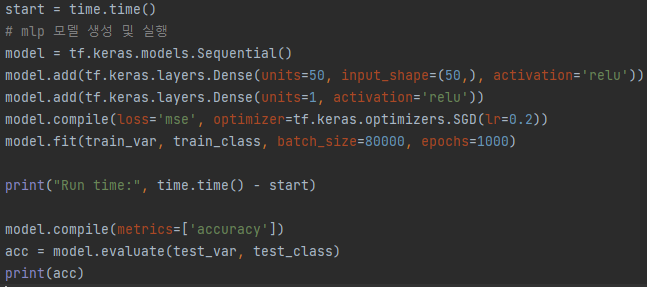 start = time.time()
# mlp 모델 생성 및 실행
model = tf.keras.models.Sequential()
model.add(tf.keras.layers.Dense(units=50, input_shape=(50,), activation='relu'))
model.add(tf.keras.layers.Dense(units=1, activation='relu'))
model.compile(loss='mse', optimizer=tf.keras.optimizers.SGD(lr=0.2))
model.fit(train_var, train_class, batch_size=80000, epochs=1000)
print("Run time:", time.time() - start)
model.compile(metrics=['accuracy'])
acc = model.evaluate(test_var, test_class)
print(acc)